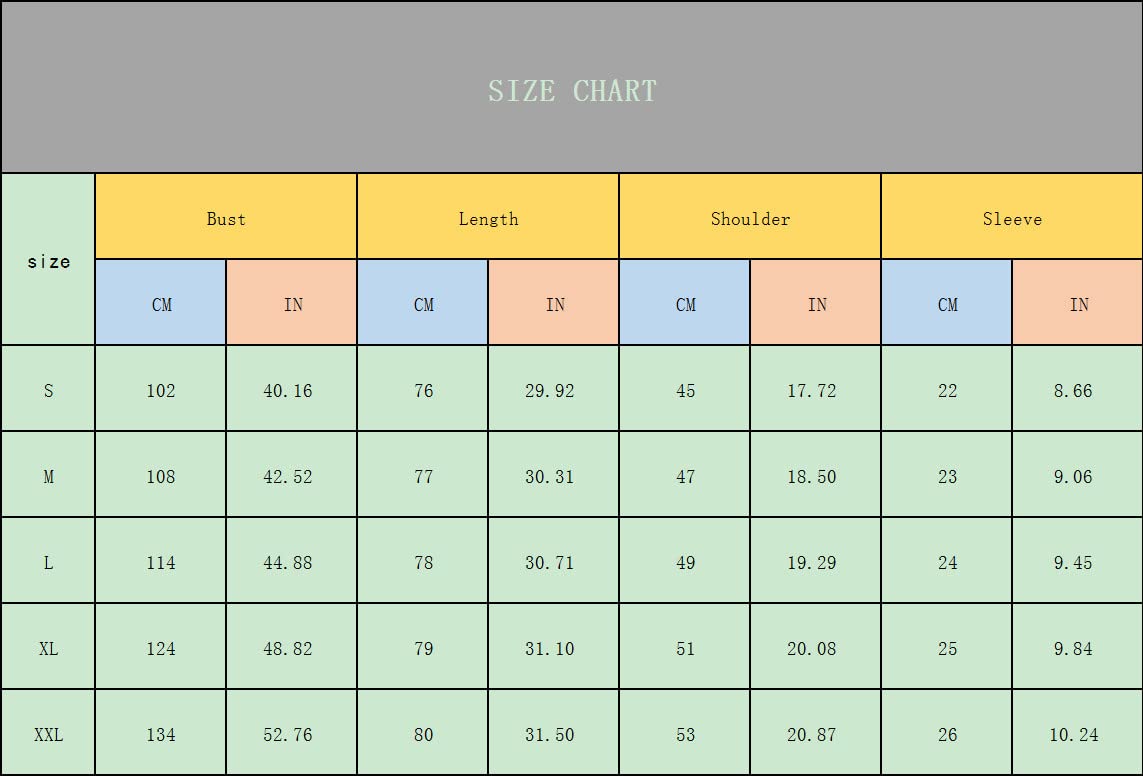 SIZE CHART
size Bust Length Shoulder Sleeve
CM IN CM IN CM IN CM IN
S 102 40.16 76 29.92 45 17.72 22 8.66
M 108 42.52 77 30.31 47 18.50 23 9.06
L 114 44.88 78 30.71 49 19.29 24 9.45
XL 124 48.82 79 31.10 51 20.08 25 9.84
XXL 134 52.76 80 31.50 53 20.87 26 10.24